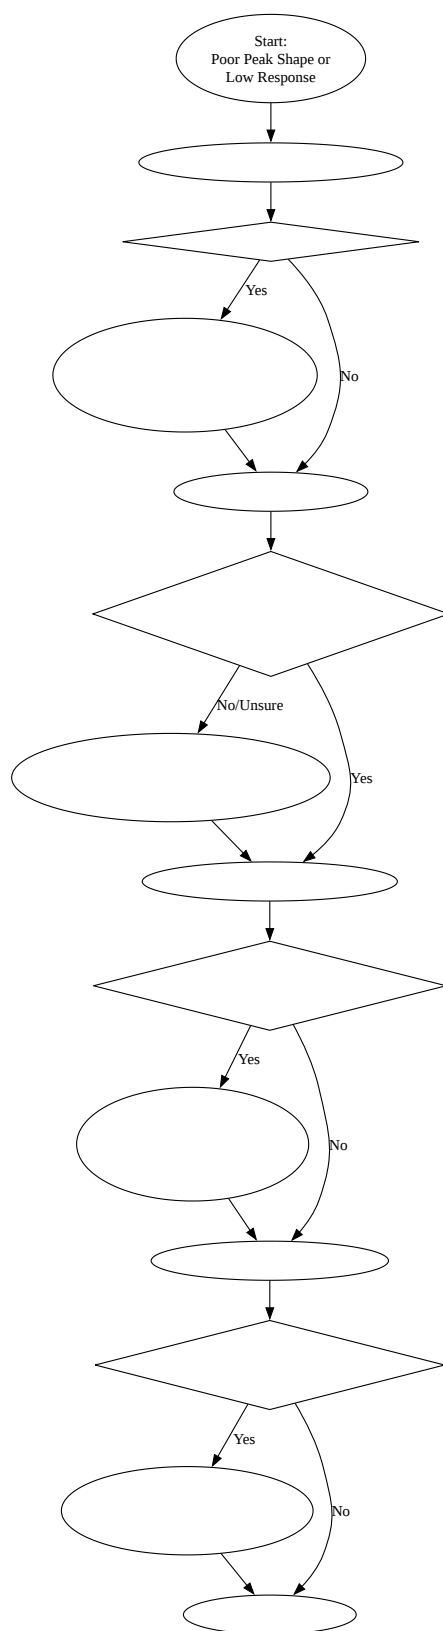 Start:
Poor Peak Shape or
Low Response
Yes
No
No/Unsure
Yes
Yes
No
Yes
No